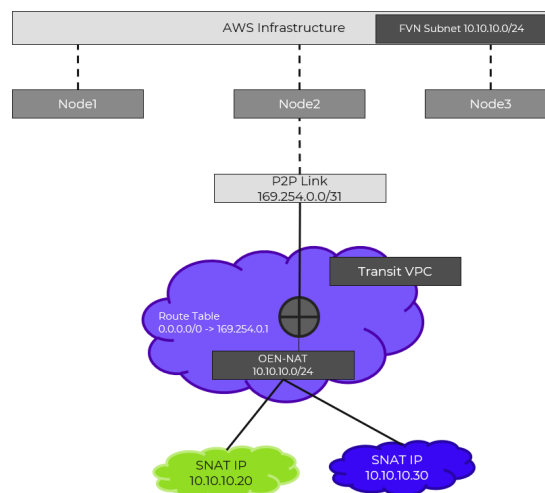 AWS Infrastructure
FVN Subnet 10.10.10.0/24
Node1
Node2
Node3
P2P Link
169.254.0.0/31
Transit VPC
Route Table
0.0.0.0/0 -> 169.254.0.1
OEN-NAT
10.10.10.0/24
SNAT IP
10.10.10.20
SNAT IP
10.10.10.30